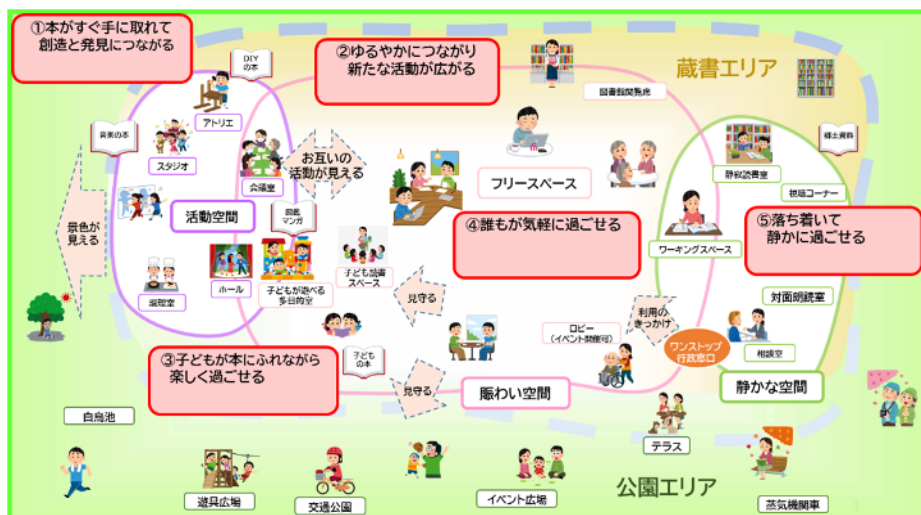 ①本がすぐ手に取れて
創造と発見につながる
②ゆるやかにつながり
新たな活動が広がる
蔵書エリア
DIY
の本
図書館閲覧席
アトリエ
音楽の本
スタジオ
郷土資料
お互いの
活動が見える
静寂読書室
会議室
フリースペース
視聴コーナー
活動空間
図鑑
マンガ
④誰もが気軽に過ごせる
⑤落ち着いて
静かに過ごせる
景色が
見える
ワーキングスペース
ホール
子どもが遊べる
多目的室
子ども読書
スペース
調理室
見守る
対面朗読室
利用の
きっかけ
ロビー
(イベント開催可)
ワンストップ
行政窓口
相談室
③子どもが本にふれながら
楽しく過ごせる
子ども
の本
見守る
賑わい空間
静かな空間
白鳥池
テラス
公園エリア
遊具広場
交通公園
イベント広場
蒸気機関車